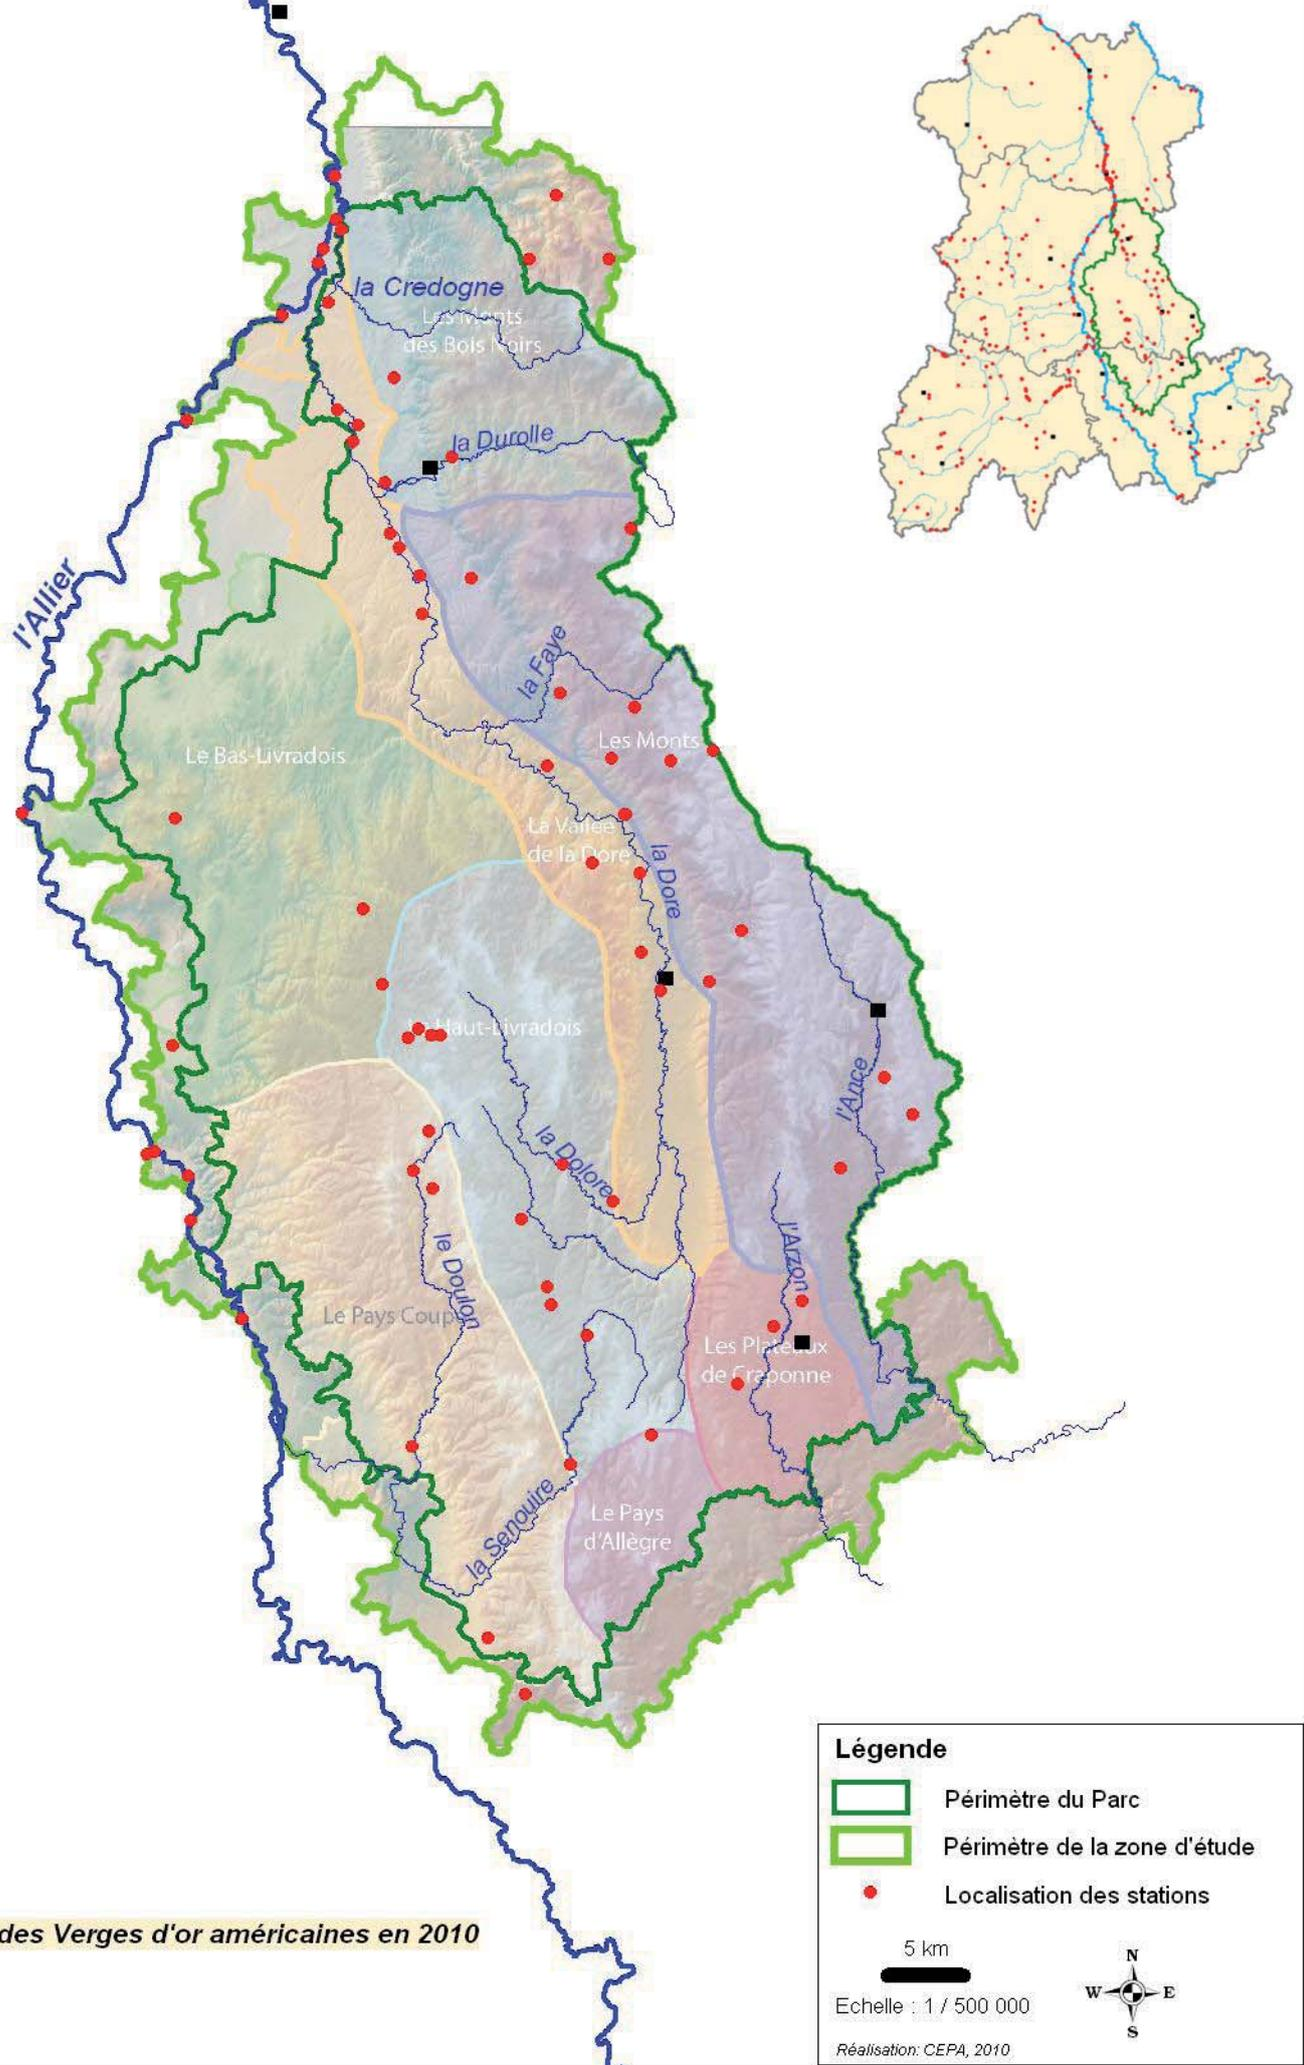 la Credogne
Les Monts
des Bois Noirs
la Durolle
l'Allier
la Faye
Les Monts
Le Bas-Livradois
La Vallée
de la Dore
la Dore
Le Haut-Livradois
l'Ance
la Dolore
l'Arzon
le Doulon
Le Pays Coupé
Les Plateaux
de Craponne
la Senouire
Le Pays
d'Allègre
Légende
Périmètre du Parc
Périmètre de la zone d'étude
Localisation des stations
des Verges d'or américaines en 2010
5 km
Echelle : 1 / 500 000
N
W
E
S
Réalisation: CEPA, 2010